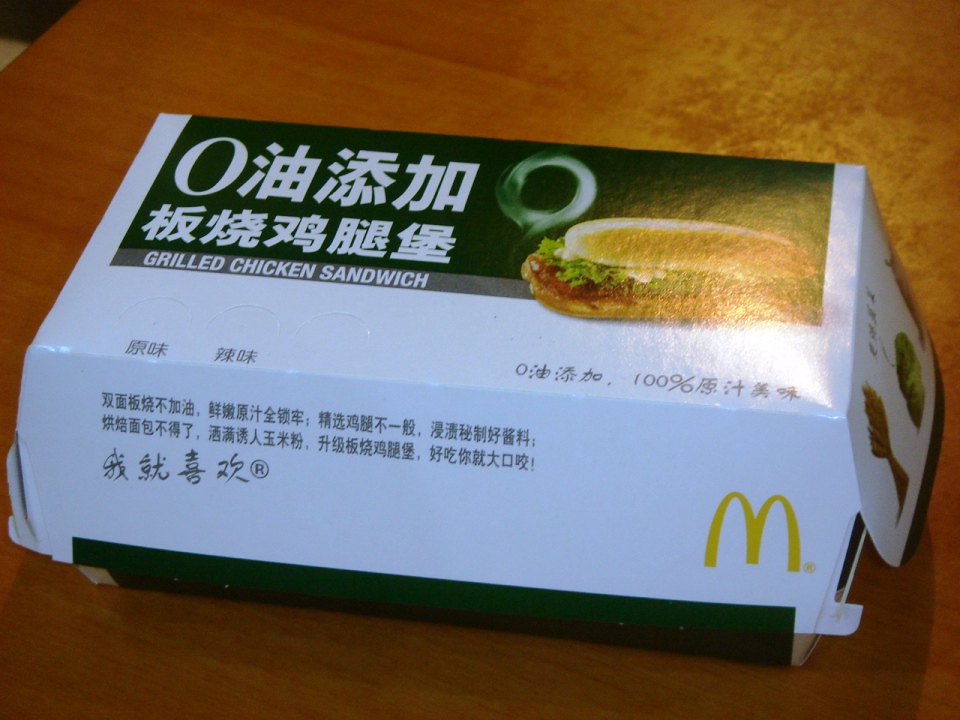 0油添加
板烧鸡腿堡
GRILLED CHICKEN SANDWICH
原味 辣味
0油添加，100%原汁美味
双面板烧不加油，鲜嫩原汁全锁牢；精选鸡腿不一般，浸渍秘制好酱料；
烘焙面包不得了，洒满诱人玉米粉，升级板烧鸡腿堡，好吃你就大口咬！
我就喜欢®
M®